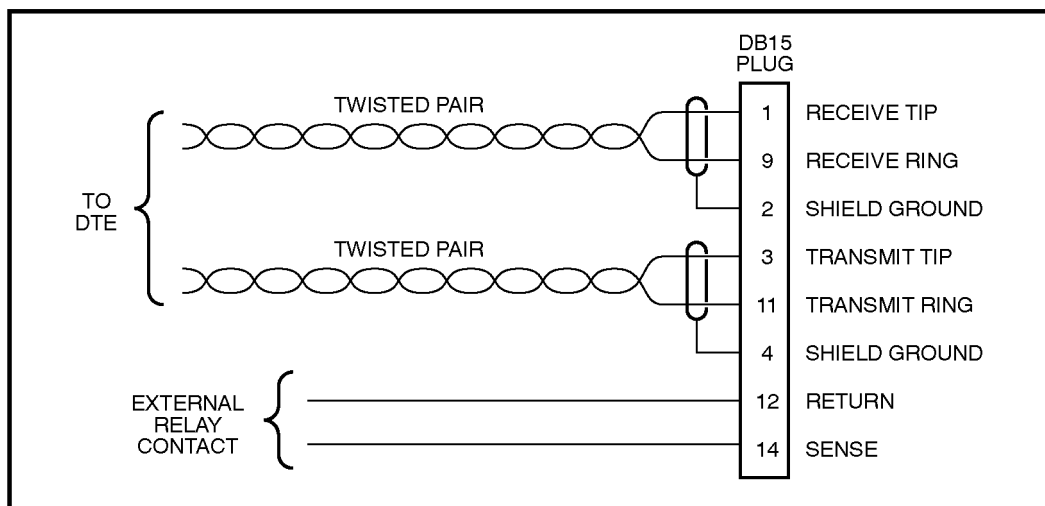 DB15
PLUG
TWISTED PAIR
1 RECEIVE TIP
9 RECEIVE RING
TO
DTE
2 SHIELD GROUND
TWISTED PAIR
3 TRANSMIT TIP
11 TRANSMIT RING
4 SHIELD GROUND
EXTERNAL
RELAY
CONTACT
12 RETURN
14 SENSE